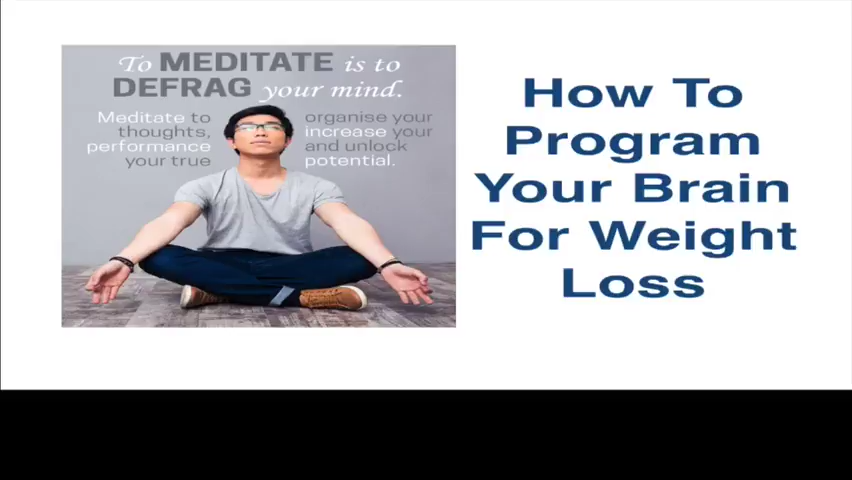 To MEDITATE is to
DEFRAG your mind.
Meditate to organise your
thoughts, increase your
performance and unlock
your true potential.
How To
Program
Your Brain
For Weight
Loss